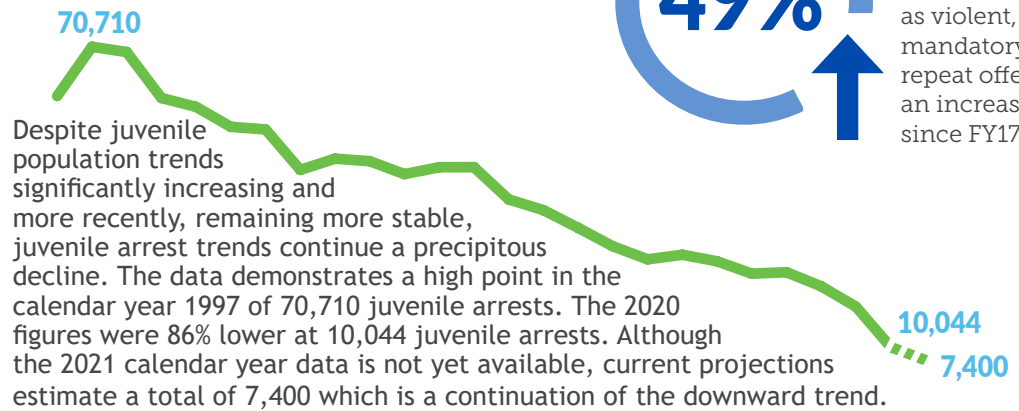 70,710
49%
as violent,
mandatory
repeat offe
an increas
since FY17
Despite juvenile
population trends
significantly increasing and
more recently, remaining more stable,
juvenile arrest trends continue a precipitous
decline. The data demonstrates a high point in the
calendar year 1997 of 70,710 juvenile arrests. The 2020
figures were 86% lower at 10,044 juvenile arrests. Although
the 2021 calendar year data is not yet available, current projections
estimate a total of 7,400 which is a continuation of the downward trend.
10,044
7,400